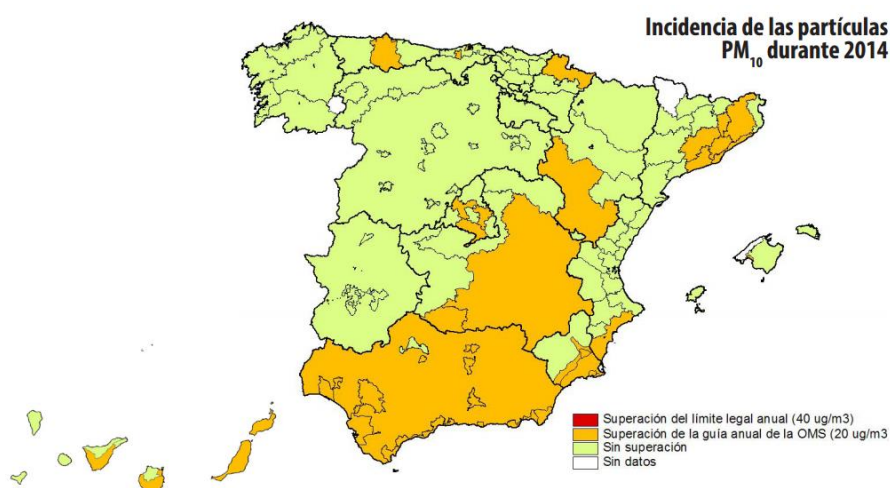 Incidencia de las partículas
PM10 durante 2014
Superación del límite legal anual (40 ug/m3)
Superación de la guía anual de la OMS (20 ug/m3
Sin superación
Sin datos